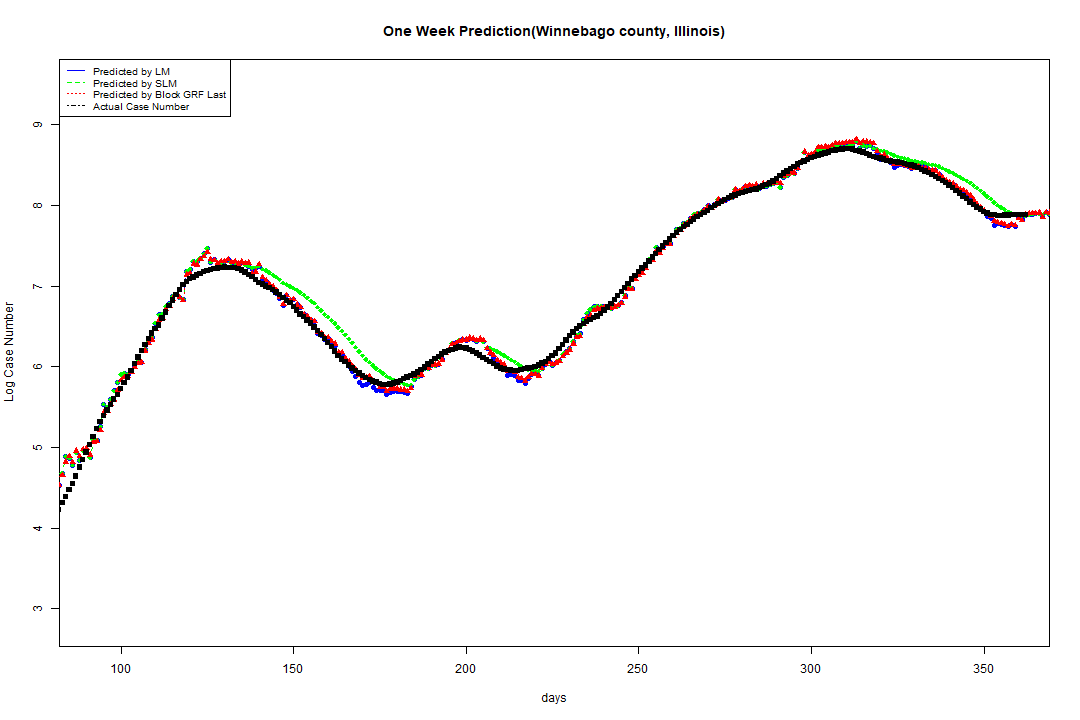 One Week Prediction(Winnebago county, Illinois)
Predicted by LM
Predicted by SLM
Predicted by Block GRF Last
Actual Case Number
Log Case Number
9
8
7
6
5
4
3
100 150 200 250 300 350
days